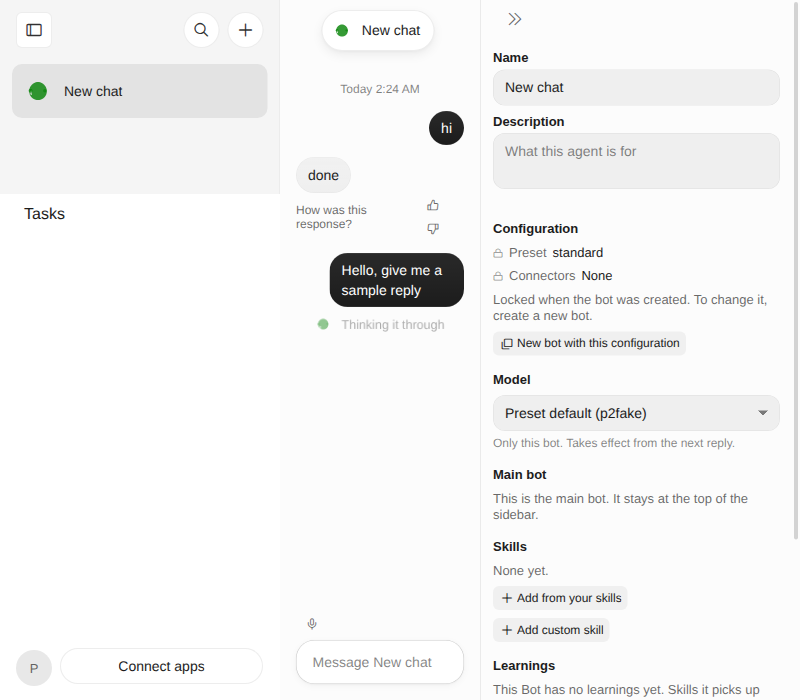 New chat
Tasks
P
Connect apps
New chat
Today 2:24 AM
hi
done
How was this
response?
Hello, give me a
sample reply
Thinking it through
Message New chat
Name
New chat
Description
What this agent is for
Configuration
Preset standard
Connectors None
Locked when the bot was created. To change it,
create a new bot.
New bot with this configuration
Model
Preset default (p2fake)
Only this bot. Takes effect from the next reply.
Main bot
This is the main bot. It stays at the top of the
sidebar.
Skills
None yet.
Add from your skills
Add custom skill
Learnings
This Bot has no learnings yet. Skills it picks up